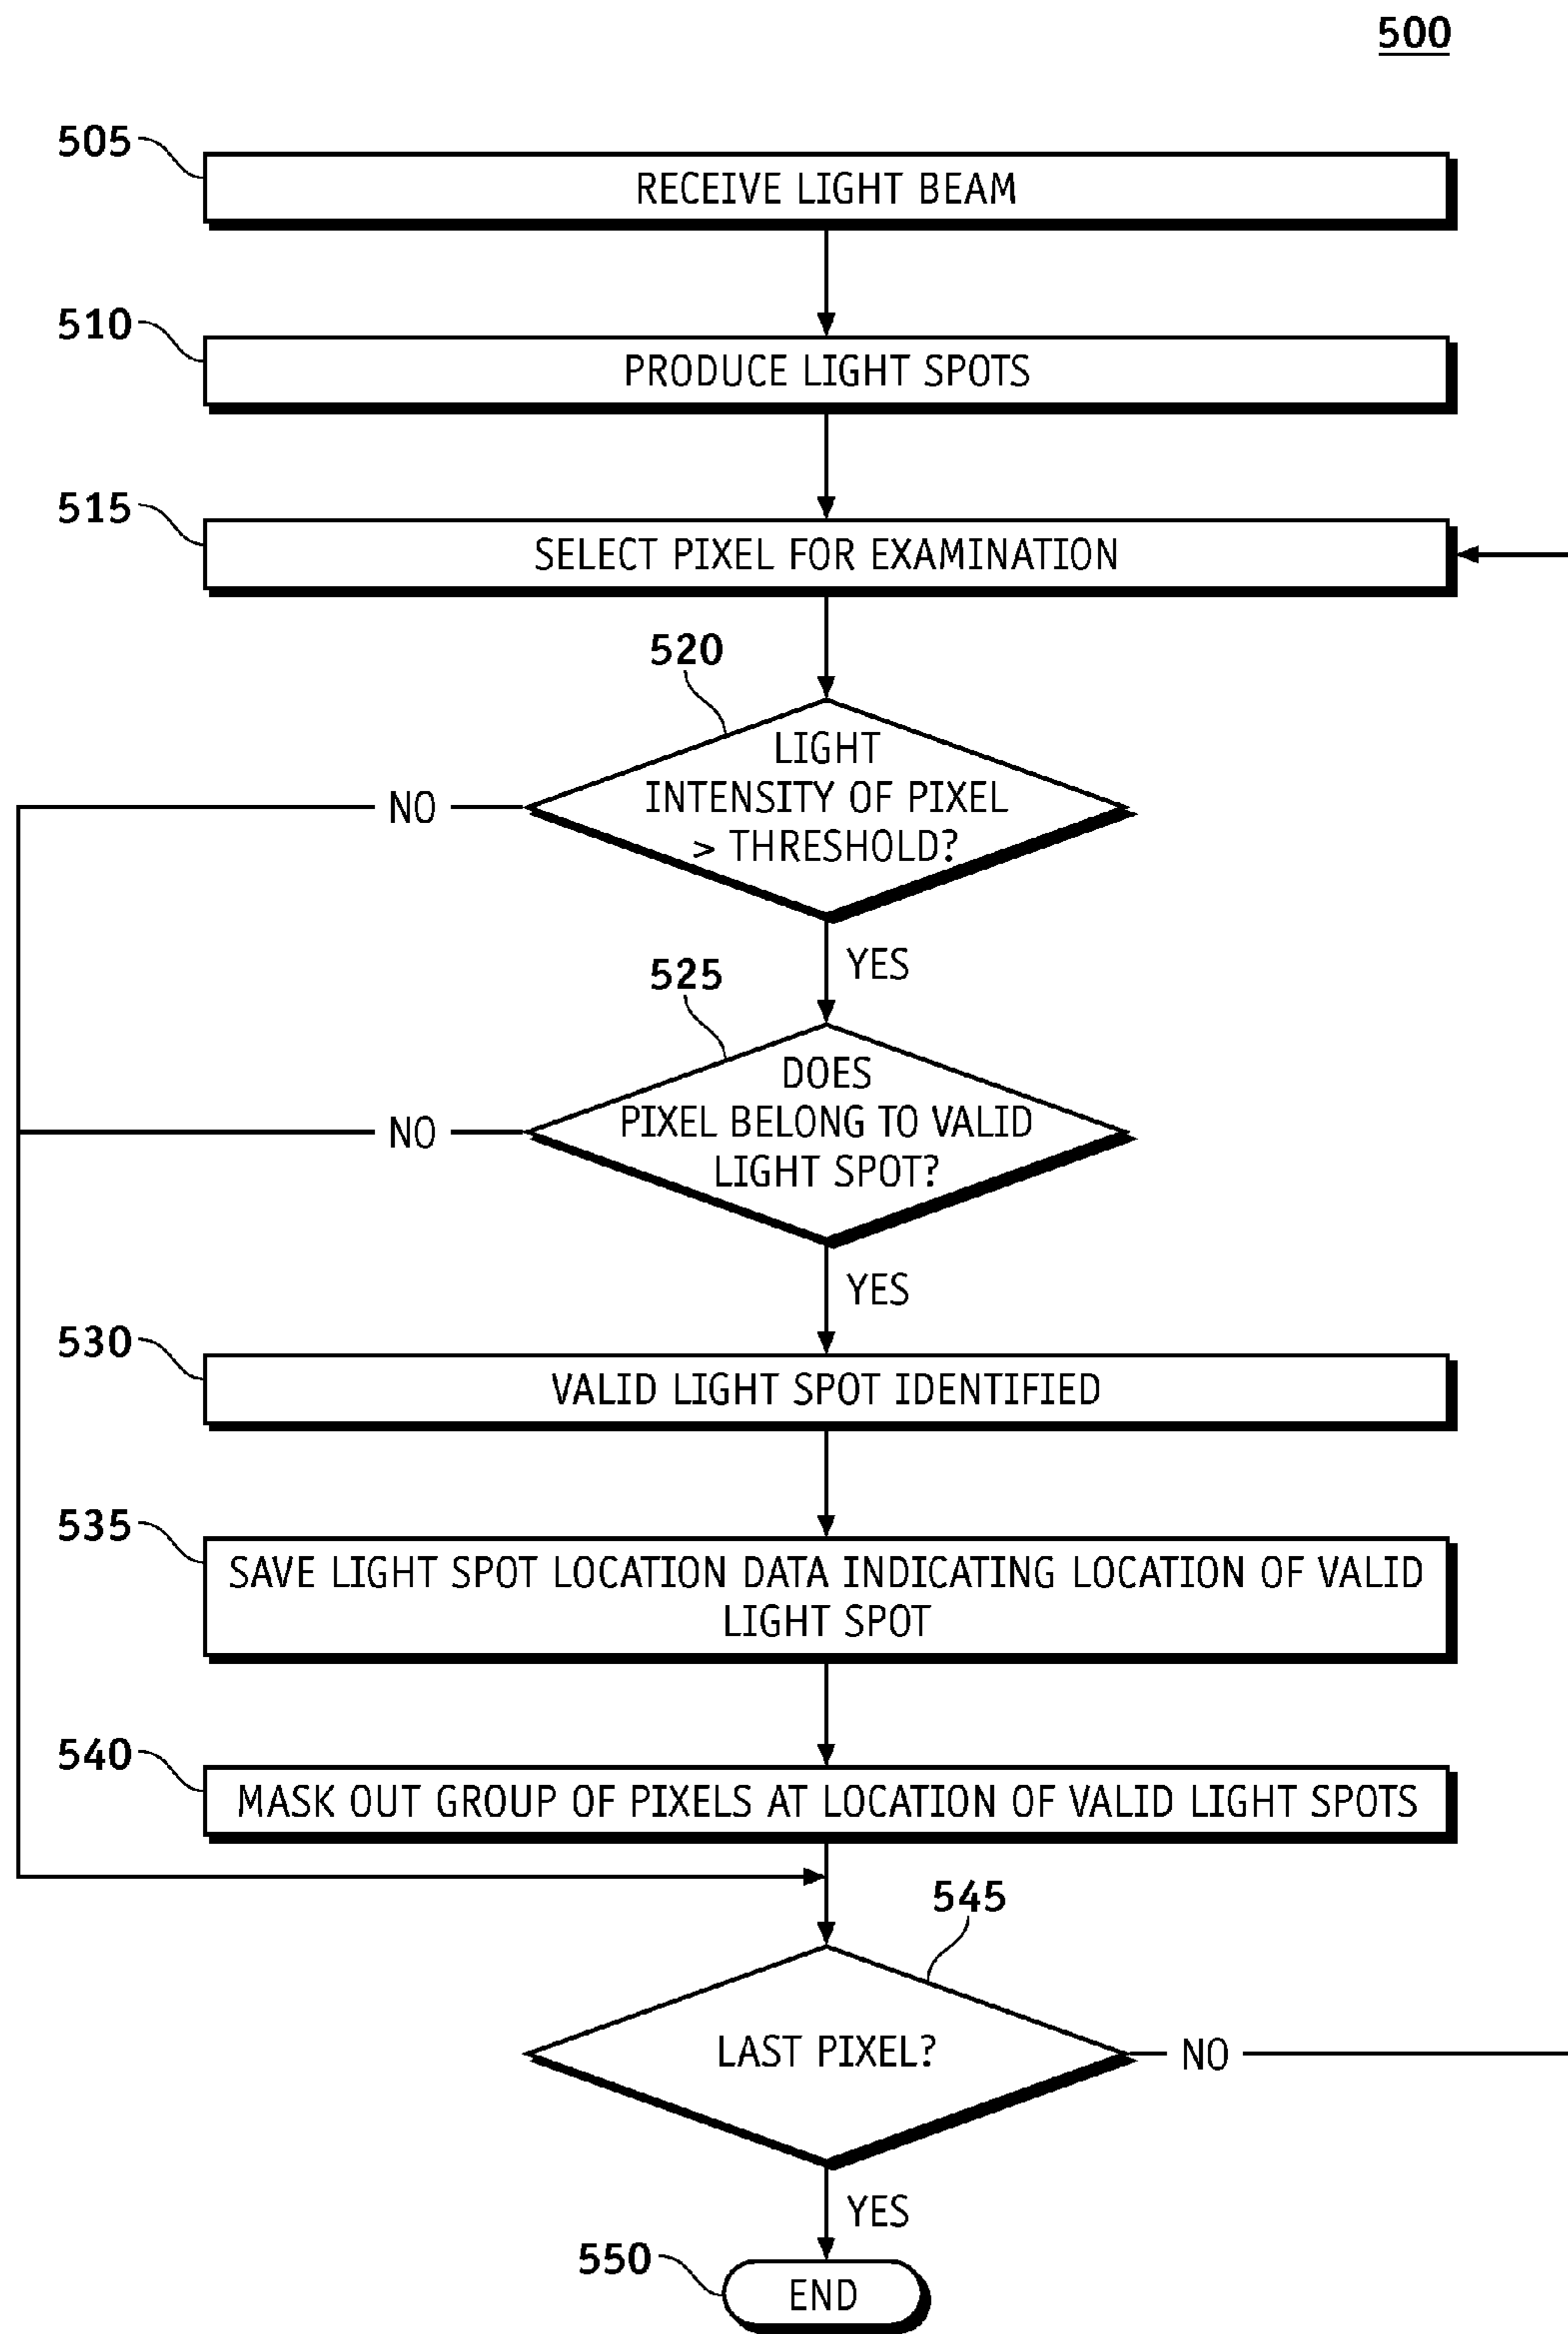 500
505
RECEIVE LIGHT BEAM
510
PRODUCE LIGHT SPOTS
515
SELECT PIXEL FOR EXAMINATION
520
LIGHT
INTENSITY OF PIXEL
> THRESHOLD?
NO
YES
525
DOES
PIXEL BELONG TO VALID
LIGHT SPOT?
NO
YES
530
VALID LIGHT SPOT IDENTIFIED
535
SAVE LIGHT SPOT LOCATION DATA INDICATING LOCATION OF VALID
LIGHT SPOT
540
MASK OUT GROUP OF PIXELS AT LOCATION OF VALID LIGHT SPOTS
545
LAST PIXEL?
NO
YES
550
END